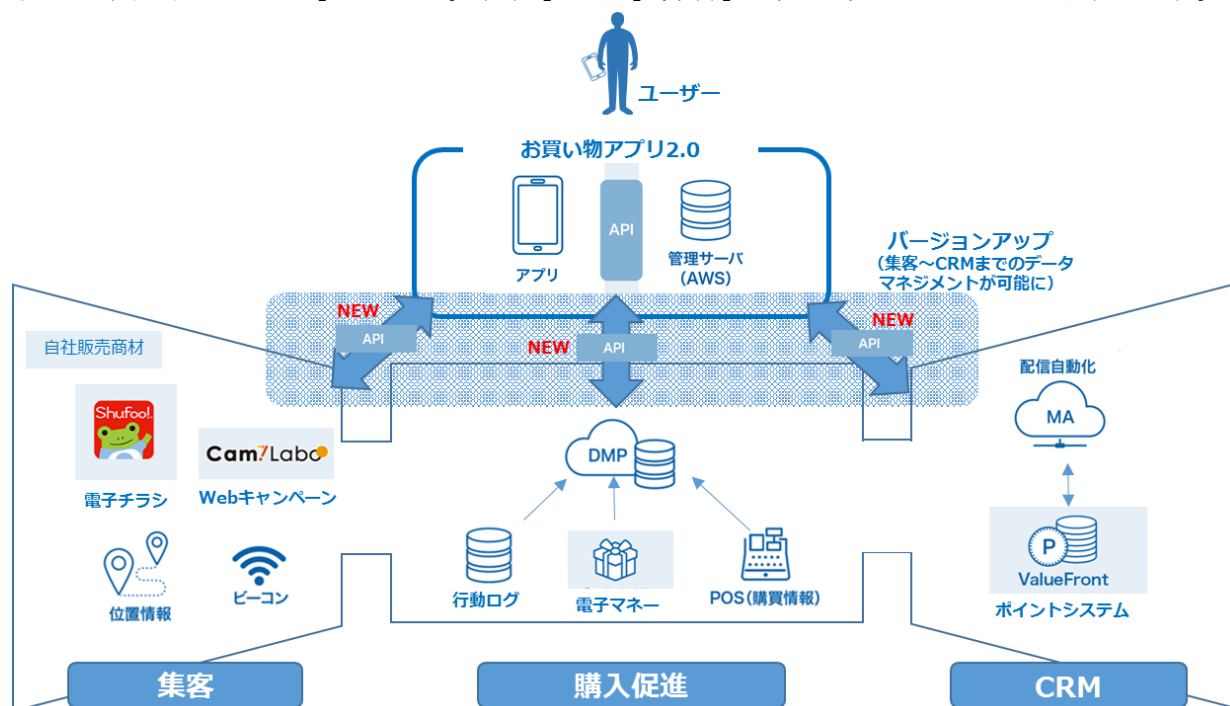 ユーザー
お買い物アプリ2.0
API
アプリ
管理サーバ
(AWS)
バージョンアップ
（集客～CRMまでのデータ
マネジメントが可能に）
NEW
API
NEW
API
NEW
API
自社販売商材
Shufoo!
電子チラシ
Cam7Labo
Webキャンペーン
位置情報
ビーコン
DMP
行動ログ
電子マネー
POS（購買情報）
配信自動化
MA
P
ValueFront
ポイントシステム
集客
購入促進
CRM